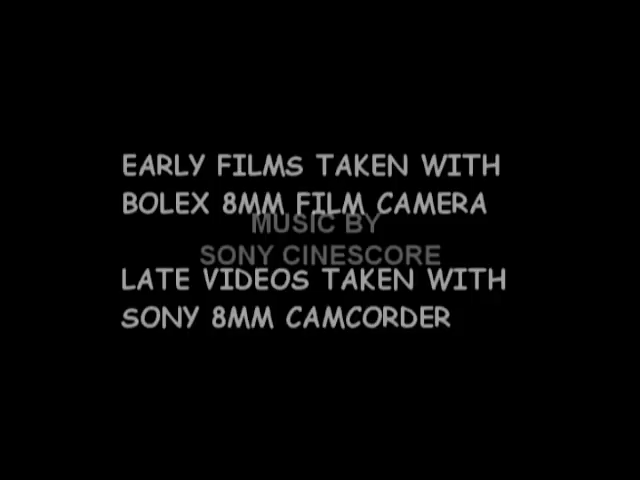 EARLY FILMS TAKEN WITH
BOLEX 8MM FILM CAMERA
MUSIC BY
SONY CINESCORE
LATE VIDEOS TAKEN WITH
SONY 8MM CAMCORDER